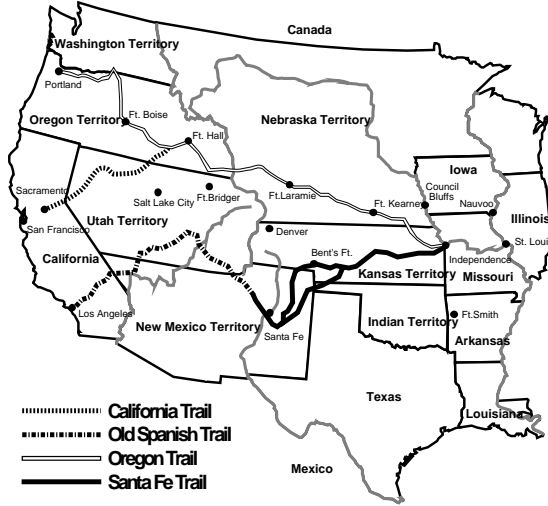 Canada
Washington Territory
Portland
Ft. Boise
Oregon Territory
Ft. Hall
Nebraska Territory
Iowa
Sacramento
Salt Lake City
Ft.Bridger
Ft.Laramie
Ft. Kearney
Council
Bluffs
Nauvoo
Illinois
Utah Territory
San Francisco
Denver
St. Loui
California
Bent's Ft.
Independence
Kansas Territory
Missouri
Los Angeles
New Mexico Territory
Santa Fe
Indian Territory
Ft.Smith
Arkansas
Texas
Louisiana
Mexico
California Trail
Old Spanish Trail
Oregon Trail
Santa Fe Trail